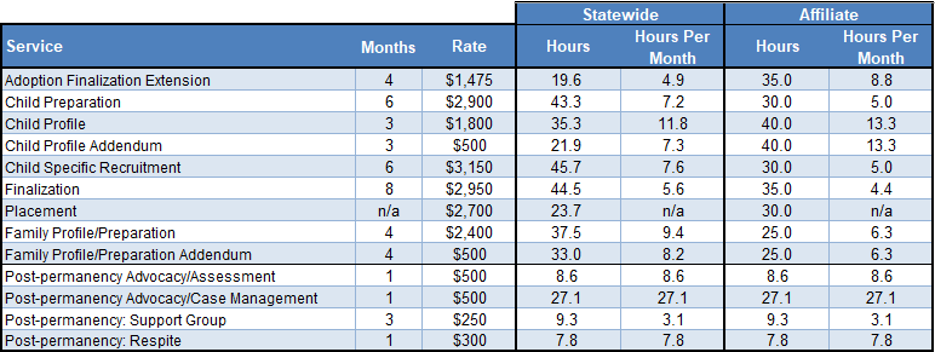 Statewide Affiliate
Service Months Rate Hours Hours Per Month Hours Hours Per Month
Adoption Finalization Extension 4 $1,475 19.6 4.9 35.0 8.8
Child Preparation 6 $2,900 43.3 7.2 30.0 5.0
Child Profile 3 $1,800 35.3 11.8 40.0 13.3
Child Profile Addendum 3 $500 21.9 7.3 40.0 13.3
Child Specific Recruitment 6 $3,150 45.7 7.6 30.0 5.0
Finalization 8 $2,950 44.5 5.6 35.0 4.4
Placement n/a $2,700 23.7 n/a 30.0 n/a
Family Profile/Preparation 4 $2,400 37.5 9.4 25.0 6.3
Family Profile/Preparation Addendum 4 $500 33.0 8.2 25.0 6.3
Post-permanency Advocacy/Assessment 1 $500 8.6 8.6 8.6 8.6
Post-permanency Advocacy/Case Management 1 $500 27.1 27.1 27.1 27.1
Post-permanency: Support Group 3 $250 9.3 3.1 9.3 3.1
Post-permanency: Respite 1 $300 7.8 7.8 7.8 7.8